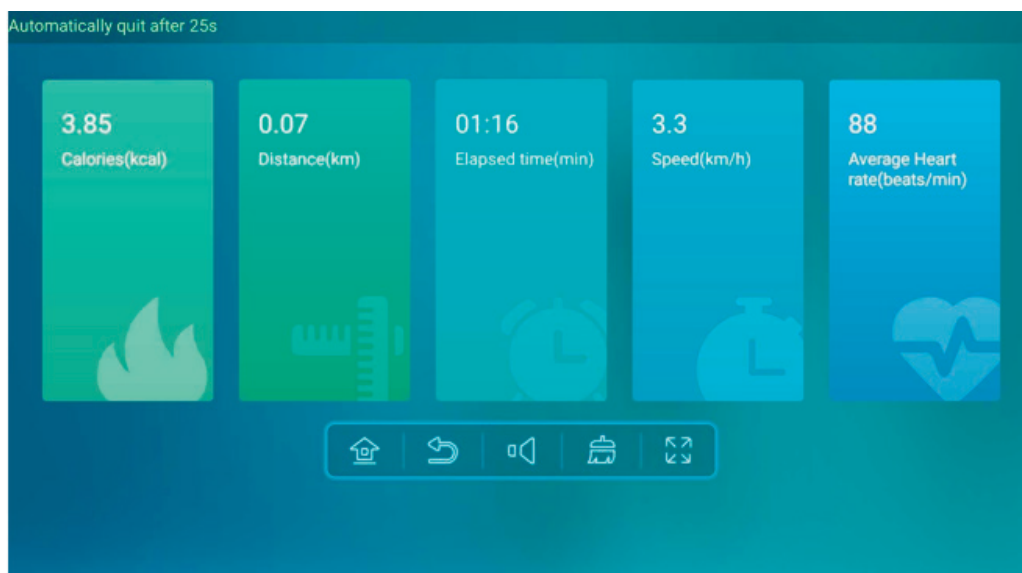 Automatically quit after 25s
3.85
Calories(kcal)
0.07
Distance(km)
01:16
Elapsed time(min)
3.3
Speed(km/h)
88
Average Heart
rate(beats/min)